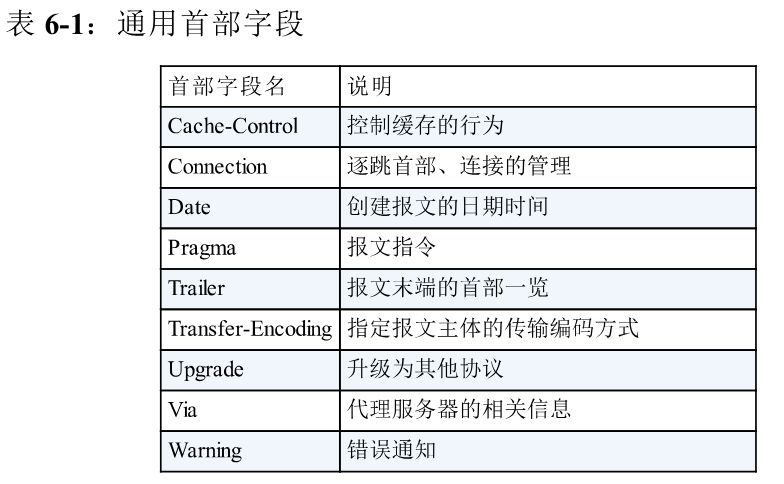 表 6-1：通用首部字段
首部字段名 说明
Cache-Control 控制缓存的行为
Connection 逐跳首部、连接的管理
Date 创建报文的日期时间
Pragma 报文指令
Trailer 报文末端的首部一览
Transfer-Encoding 指定报文主体的传输编码方式
Upgrade 升级为其他协议
Via 代理服务器的相关信息
Warning 错误通知